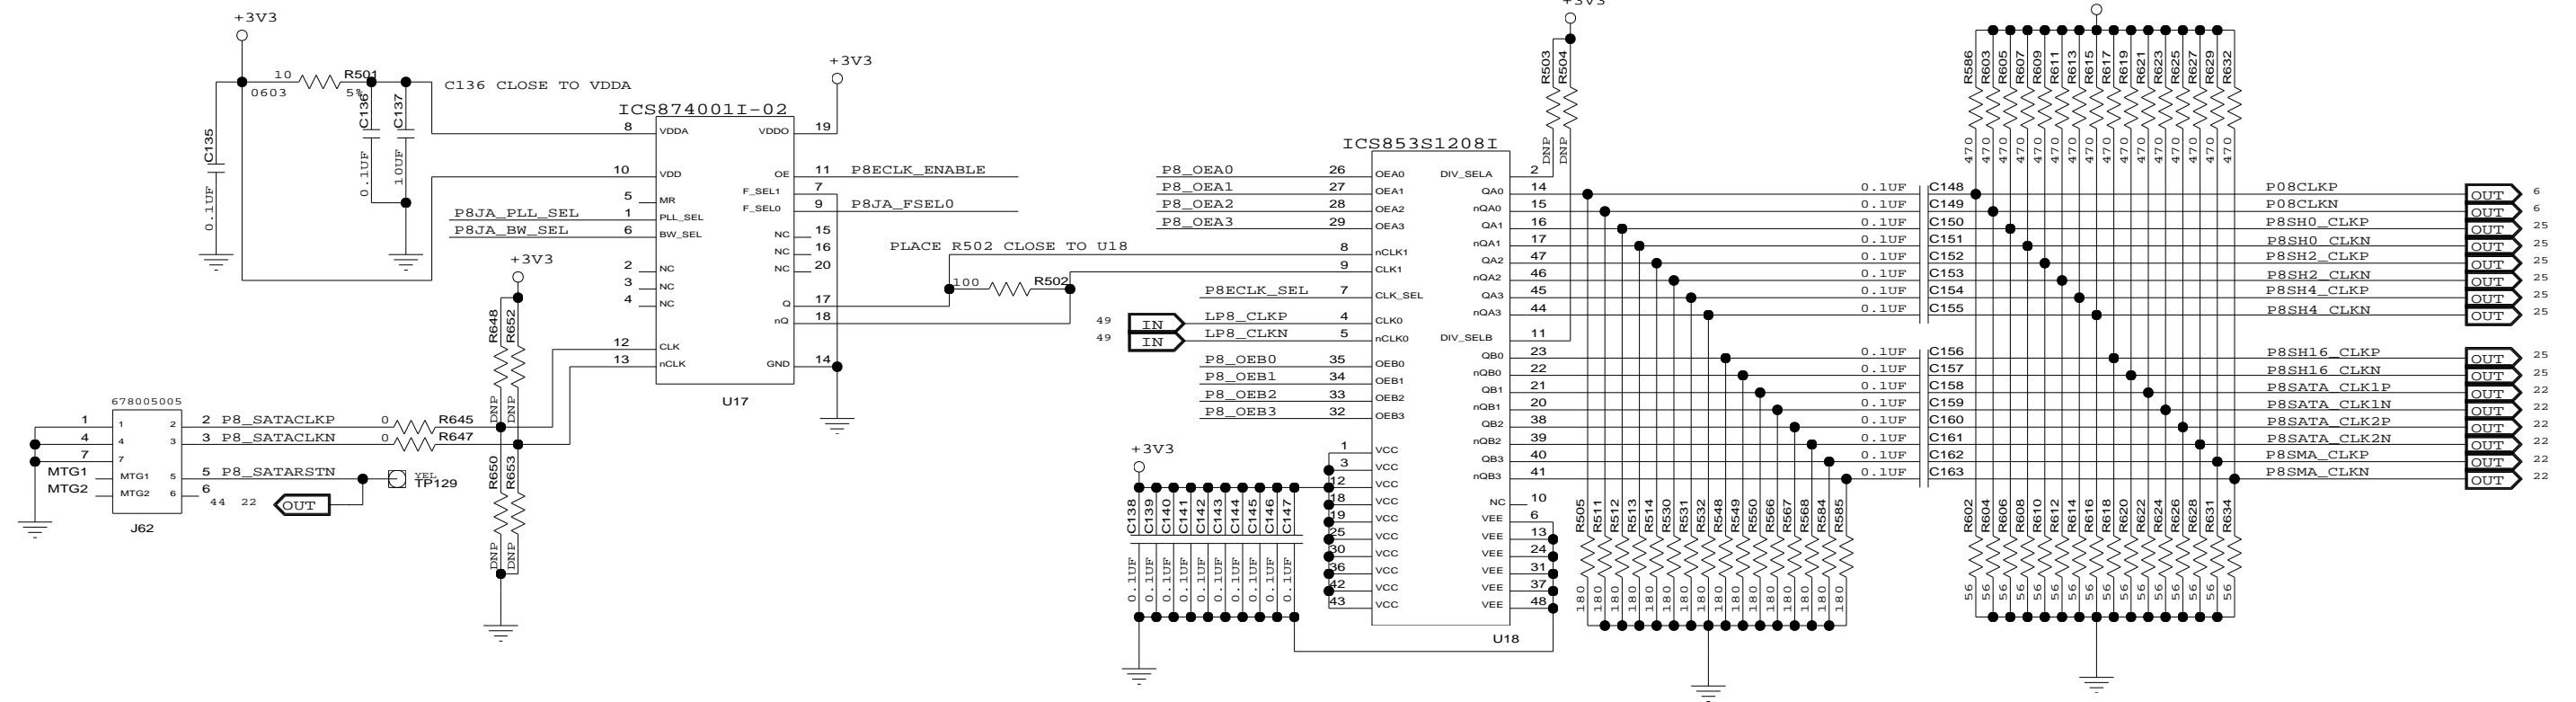 +3V3
10 R501
0603 5%
C136 CLOSE TO VDDA
C135
0.1UF
C136
0.1UF
C137
10UF
+3V3
ICS874001I-02
8 VDDA VDDO 19
10 VDD OE 11 P8ECLK_ENABLE
5 MR F_SEL1 7
P8JA_PLL_SEL 1 PLL_SEL F_SEL0 9 P8JA_FSEL0
P8JA_BW_SEL 6 BW_SEL NC 15
NC 16
2 NC NC 20
3 NC
4 NC Q 17
nQ 18
12 CLK
13 nCLK GND 14
U17
PLACE R502 CLOSE TO U18
100 R502
+3V3
R648 DNP
R652 DNP
R650 DNP
R653 DNP
678005005
1 1 2 2 P8_SATACLKP 0 R645
4 4 3 3 P8_SATACLKN 0 R647
7 7
MTG1 MTG1 5 5 P8_SATARSTN YEL
TP129
MTG2 MTG2 6 6
44 22 OUT
J62
+3V3
R503 DNP
R504 DNP
ICS853S1208I
P8_OEA0 26 OEA0 DIV_SELA 2
P8_OEA1 27 OEA1 QA0 14
P8_OEA2 28 OEA2 nQA0 15
P8_OEA3 29 OEA3 QA1 16
nQA1 17
8 nCLK1 QA2 47
9 CLK1 nQA2 46
P8ECLK_SEL 7 CLK_SEL QA3 45
nQA3 44
49 IN LP8_CLKP 4 CLK0
49 IN LP8_CLKN 5 nCLK0 DIV_SELB 11
P8_OEB0 35 OEB0 QB0 23
P8_OEB1 34 OEB1 nQB0 22
P8_OEB2 33 OEB2 QB1 21
P8_OEB3 32 OEB3 nQB1 20
QB2 38
nQB2 39
QB3 40
nQB3 41
1 VCC
3 VCC
12 VCC
18 VCC NC 10
19 VCC VEE 6
25 VCC VEE 13
30 VCC VEE 24
36 VCC VEE 31
42 VCC VEE 37
43 VCC VEE 48
U18
+3V3
C138 C139 C140 C141 C142 C143 C144 C145 C146 C147
0.1UF 0.1UF 0.1UF 0.1UF 0.1UF 0.1UF 0.1UF 0.1UF 0.1UF 0.1UF
R505 R511 R512 R513 R514 R530 R531 R532 R548 R549 R550 R566 R567 R568 R584 R585
180 180 180 180 180 180 180 180 180 180 180 180 180 180 180 180
R586 R603 R605 R607 R609 R611 R613 R615 R617 R619 R621 R623 R625 R627 R629 R632
470 470 470 470 470 470 470 470 470 470 470 470 470 470 470 470
0.1UF C148 P08CLKP OUT 6
0.1UF C149 P08CLKN OUT 6
0.1UF C150 P8SH0_CLKP OUT 25
0.1UF C151 P8SH0_CLKN OUT 25
0.1UF C152 P8SH2_CLKP OUT 25
0.1UF C153 P8SH2_CLKN OUT 25
0.1UF C154 P8SH4_CLKP OUT 25
0.1UF C155 P8SH4_CLKN OUT 25
0.1UF C156 P8SH16_CLKP OUT 25
0.1UF C157 P8SH16_CLKN OUT 25
0.1UF C158 P8SATA_CLK1P OUT 22
0.1UF C159 P8SATA_CLK1N OUT 22
0.1UF C160 P8SATA_CLK2P OUT 22
0.1UF C161 P8SATA_CLK2N OUT 22
0.1UF C162 P8SMA_CLKP OUT 22
0.1UF C163 P8SMA_CLKN OUT 22
R602 R604 R606 R608 R610 R612 R614 R616 R618 R620 R622 R624 R626 R628 R631 R634
56 56 56 56 56 56 56 56 56 56 56 56 56 56 56 56